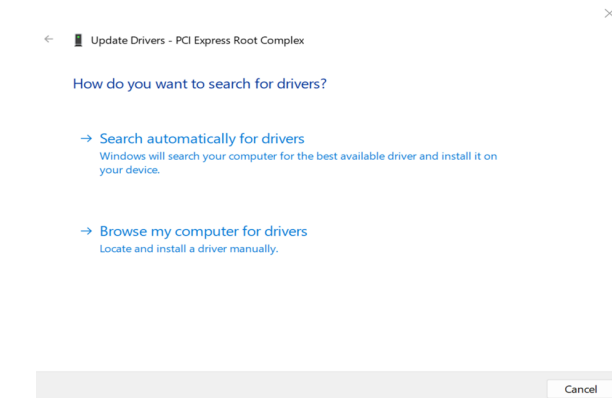 Update Drivers - PCI Express Root Complex
How do you want to search for drivers?
Search automatically for drivers
Windows will search your computer for the best available driver and install it on
your device.
Browse my computer for drivers
Locate and install a driver manually.
Cancel